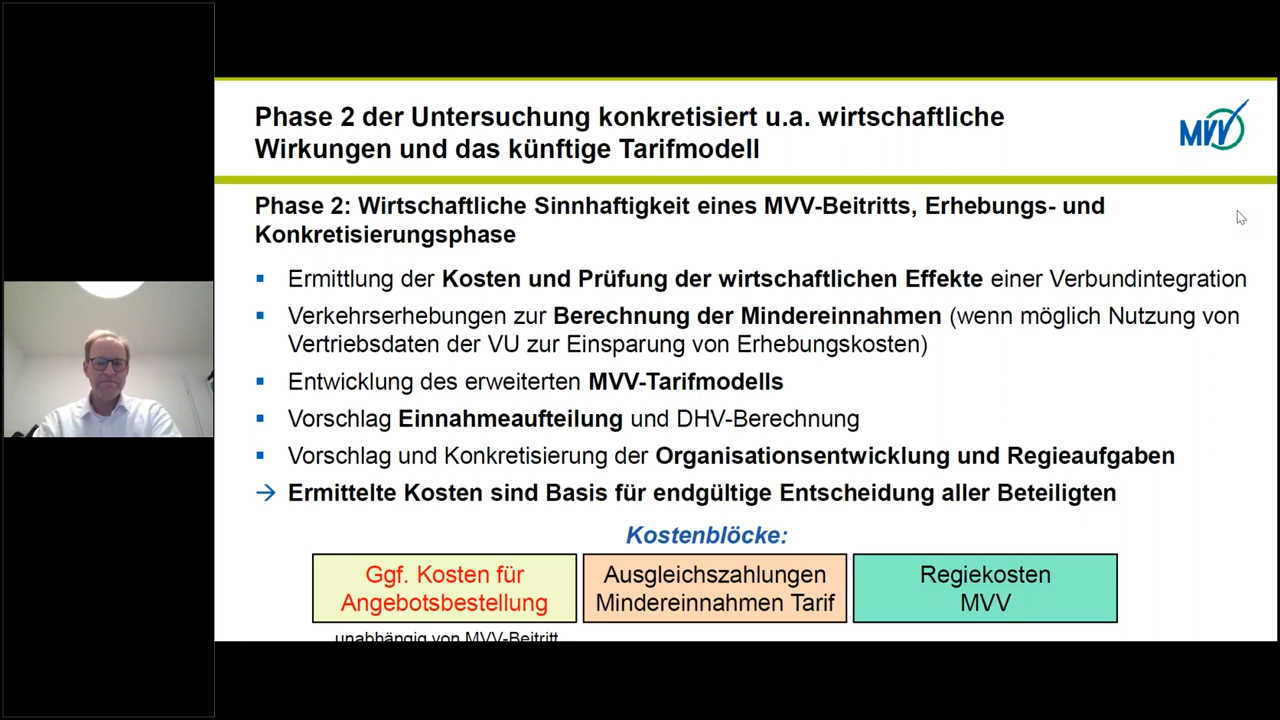 Phase 2 der Untersuchung konkretisiert u.a. wirtschaftliche
Wirkungen und das künftige Tarifmodell
MVV
Phase 2: Wirtschaftliche Sinnhaftigkeit eines MVV-Beitritts, Erhebungs- und
Konkretisierungsphase
Ermittlung der Kosten und Prüfung der wirtschaftlichen Effekte einer Verbundintegration
Verkehrserhebungen zur Berechnung der Mindereinnahmen (wenn möglich Nutzung von
Vertriebsdaten der VU zur Einsparung von Erhebungskosten)
Entwicklung des erweiterten MVV-Tarifmodells
Vorschlag Einnahmeaufteilung und DHV-Berechnung
Vorschlag und Konkretisierung der Organisationsentwicklung und Regieaufgaben
→ Ermittelte Kosten sind Basis für endgültige Entscheidung aller Beteiligten
Kostenblöcke:
Ggf. Kosten für
Angebotsbestellung
Ausgleichszahlungen
Mindereinnahmen Tarif
Regiekosten
MVV
unabhängig von MVV-Beitritt